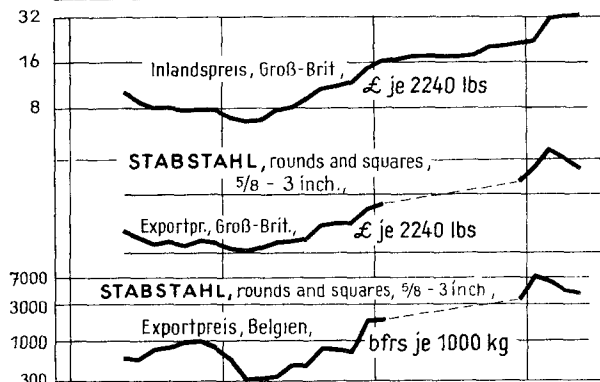 32
16
Inlandspreis, Groß-Brit, £ je 2240 lbs
8
STABSTAHL, rounds and squares,
5/8 - 3 inch.,
Exportpr., Groß-Brit., £ je 2240 lbs
7000
STABSTAHL, rounds and squares, 5/8 - 3 inch,
3000
Exportpreis, Belgien, bfrs je 1000 kg
1000
300